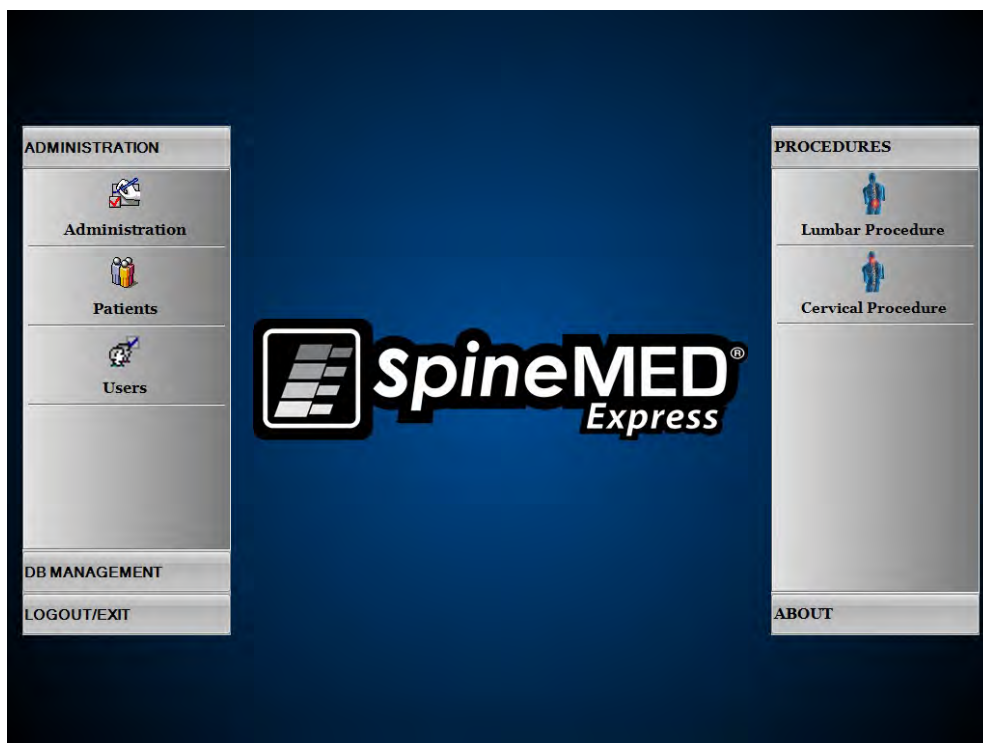 ADMINISTRATION
Administration
Patients
Users
DB MANAGEMENT
LOGOUT/EXIT
SpineMED®
Express
PROCEDURES
Lumbar Procedure
Cervical Procedure
ABOUT